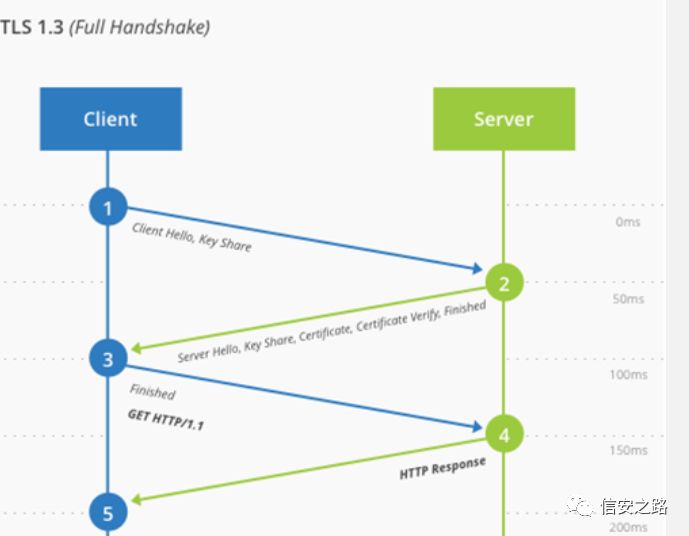 TLS 1.3 (Full Handshake)
Client
Server
1
0ms
Client Hello, Key Share
2
50ms
Server Hello, Key Share, Certificate, Certificate Verify, Finished
3
100ms
Finished
GET HTTP/1.1
4
150ms
HTTP Response
5
信安之路
200ms